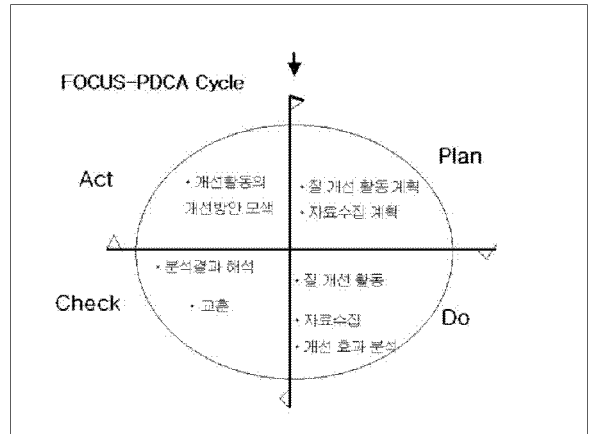 FOCUS-PDCA Cycle
Plan
Act
• 개선활동의
개선방안 모색
• 질 개선 활동 계획
• 자료수집 계획
• 분석결과 해석
• 교훈
Check
• 질 개선 활동
• 자료수집
• 개선 효과 분석
Do